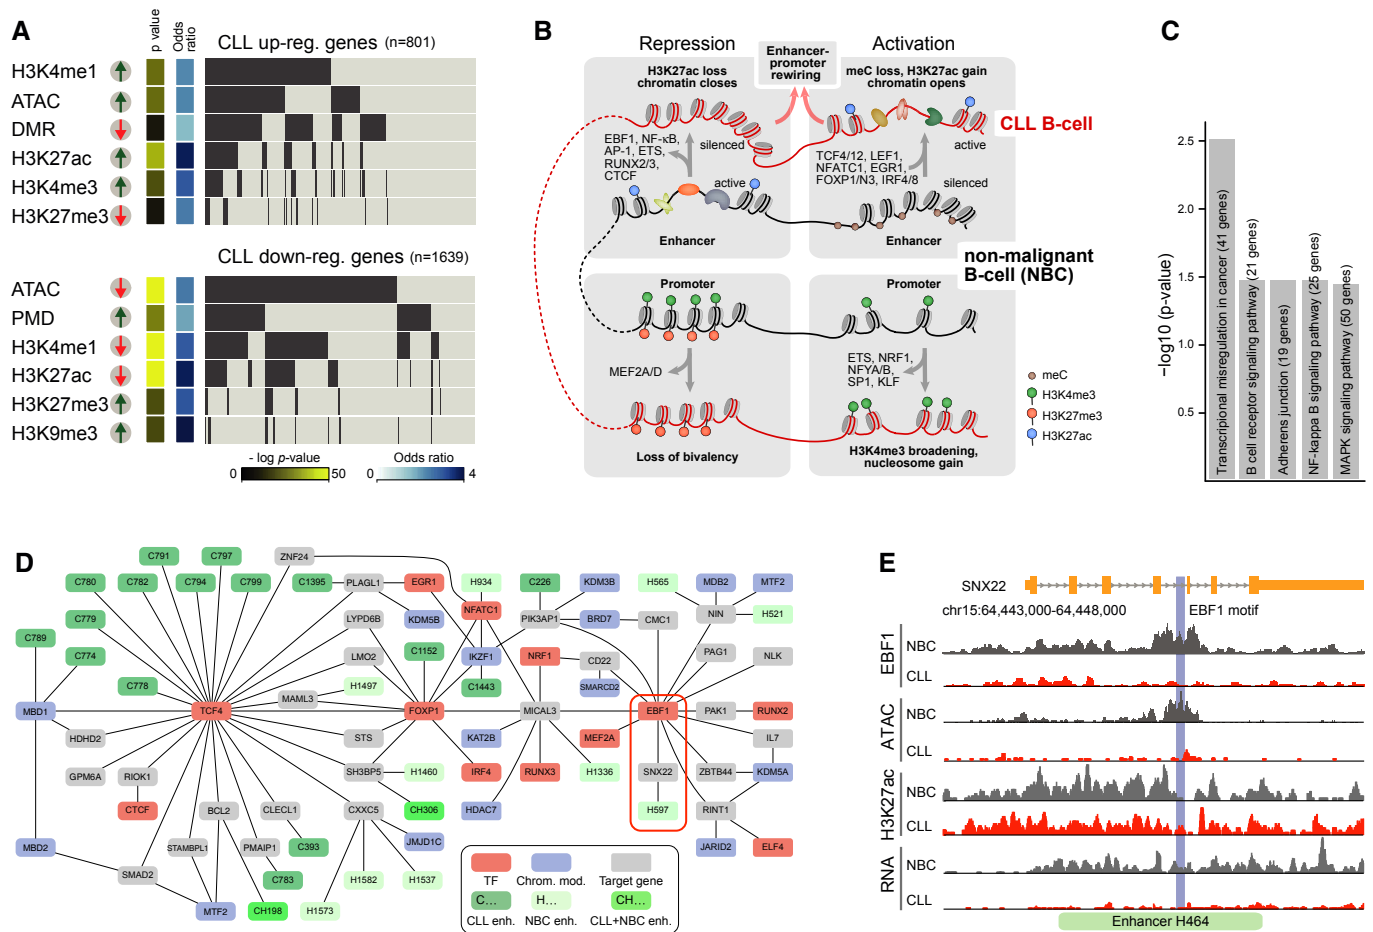 A
p value
Odds ratio
CLL up-reg. genes (n=801)
H3K4me1
ATAC
DMR
H3K27ac
H3K4me3
H3K27me3
CLL down-reg. genes (n=1639)
ATAC
PMD
H3K4me1
H3K27ac
H3K27me3
H3K9me3
- log p-value
0
50
Odds ratio
0
4
B
Repression
Activation
Enhancer-
promoter
rewiring
H3K27ac loss
chromatin closes
meC loss, H3K27ac gain
chromatin opens
CLL B-cell
EBF1, NF-κB,
AP-1, ETS,
RUNX2/3,
CTCF
silenced
active
TCF4/12, LEF1,
NFATC1, EGR1,
FOXP1/N3, IRF4/8
active
silenced
Enhancer
Enhancer
non-malignant
B-cell (NBC)
Promoter
Promoter
MEF2A/D
ETS, NRF1,
NFYA/B,
SP1, KLF
meC
H3K4me3
H3K27me3
H3K27ac
Loss of bivalency
H3K4me3 broadening,
nucleosome gain
C
−log10 (p-value)
2.5
2.0
1.5
1.0
0.5
Transcripional misregulation in cancer (41 genes)
B cell receptor signaling pathway (21 genes)
Adherens junction (19 genes)
NF-kappa B signaling pathway (25 genes)
MAPK signaling pathway (50 genes)
D
C791
C797
ZNF24
C780
C782
C794
C799
C1395
PLAGL1
EGR1
H934
C226
KDM3B
H565
MDB2
MTF2
C779
LYPD6B
KDM5B
NFATC1
PIK3AP1
BRD7
CMC1
NIN
H521
C789
C774
LMO2
C1152
IKZF1
NRF1
CD22
PAG1
NLK
C778
MAML3
H1497
C1443
SMARCD2
MBD1
TCF4
FOXP1
MICAL3
EBF1
PAK1
RUNX2
HDHD2
STS
KAT2B
MEF2A
IL7
GPM6A
RIOK1
SH3BP5
H1460
IRF4
RUNX3
H1336
SNX22
ZBTB44
KDM5A
CTCF
BCL2
CLECL1
CXXC5
CH306
HDAC7
H597
RINT1
MBD2
STAMBPL1
PMAIP1
C393
JMJD1C
JARID2
ELF4
SMAD2
C783
H1582
H1537
MTF2
CH198
H1573
TF
Chrom. mod.
Target gene
C...
H...
CH...
CLL enh.
NBC enh.
CLL+NBC enh.
E
SNX22
chr15:64,443,000-64,448,000
EBF1 motif
EBF1
NBC
CLL
ATAC
NBC
CLL
H3K27ac
NBC
CLL
RNA
NBC
CLL
Enhancer H464